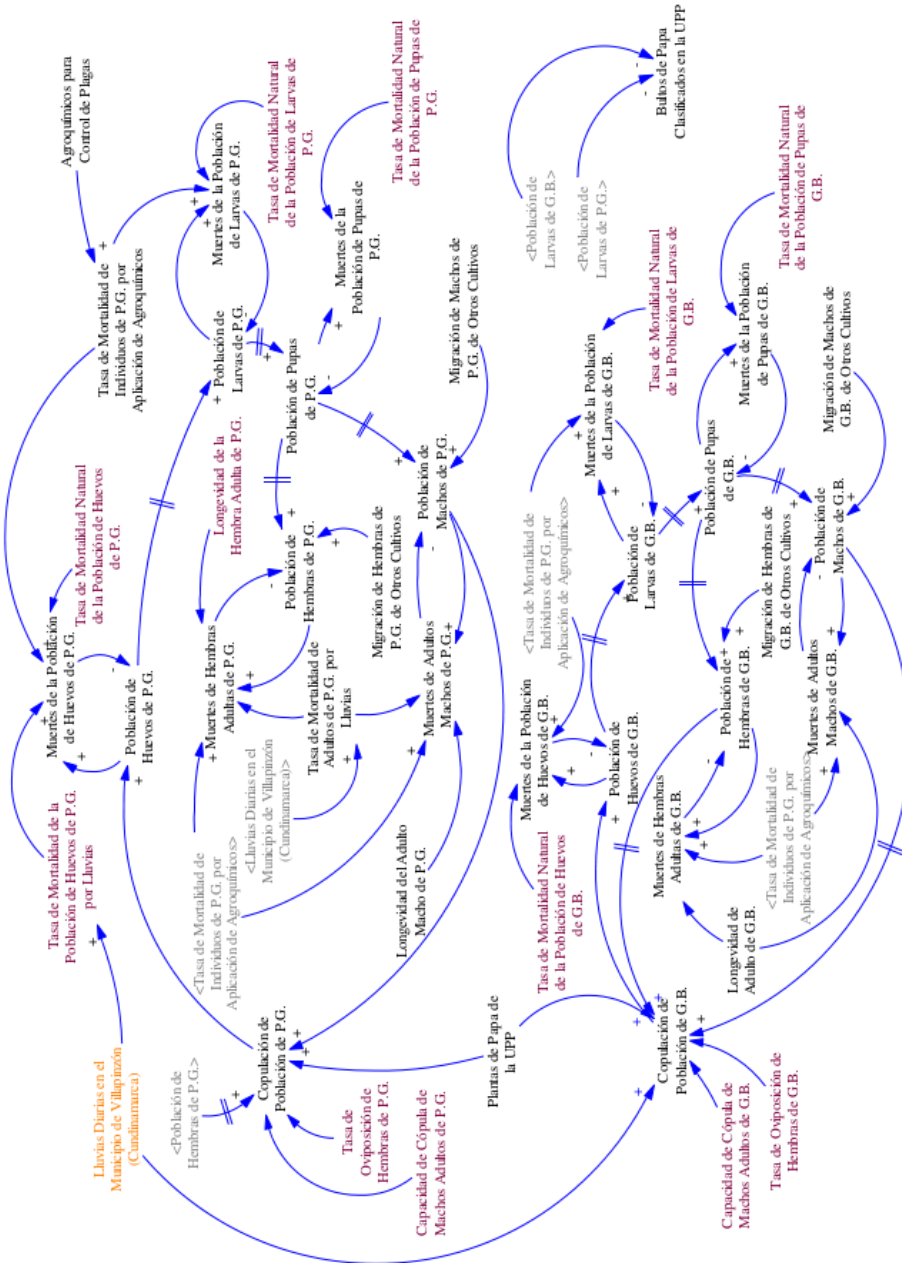 Agroquímicos para
Control de Plagas
Tasa de Mortalidad de
Individuos de P.G. por
Aplicación de Agroquímicos
+
Muertes de la Población
de Larvas de P.G.
+
+
Tasa de Mortalidad Natural
de la Población de Larvas de
P.G.
Tasa de Mortalidad Natural
de la Población de Pupas de
P.G.
Muertes de la
Población de Pupas de
P.G.
+
Población de
Larvas de P.G.
+
-
Población de Pupas
de P.G.
+
-
Migración de Machos de
P.G. de Otros Cultivos
Tasa de Mortalidad Natural
de la Población de Huevos
de P.G.
Longevidad de la
Hembra Adulta de P.G.
Población de
Hembras de P.G.
+
-
+
Migración de Hembras de
P.G. de Otros Cultivos
Población de
Machos de P.G.
+
+
-
Muertes de la Población
de Huevos de P.G.
+
+
Población de
Huevos de P.G.
-
+
Muertes de Hembras
Adultas de P.G.
+
+
+
Tasa de Mortalidad de
Adultos de P.G. por
Lluvias
+
Muertes de Adultos
Machos de P.G.
+
+
Tasa de Mortalidad de la
Población de Huevos de P.G.
por Lluvias
+
<Tasa de Mortalidad de
Individuos de P.G. por
Aplicación de Agroquímicos>
<Lluvias Diarias en el
Municipio de Villapinzón
(Cundinamarca)>
Longevidad del Adulto
Macho de P.G.
Lluvias Diarias en el
Municipio de Villapinzón
(Cundinamarca)
<Población de
Hembras de P.G.>
Copulación de
Población de P.G.
+
+
+
Tasa de
Oviposición de
Hembras de P.G.
Capacidad de Cópula de
Machos Adultos de P.G.
Plantas de Papa de
la UPP
<Población de
Larvas de G.B.>
<Población de
Larvas de P.G.>
-
-
Bultos de Papa
Clasificados en la UPP
<Tasa de Mortalidad de
Individuos de P.G. por
Aplicación de Agroquímicos>
Muertes de la Población
de Larvas de G.B.
+
+
Tasa de Mortalidad Natural
de la Población de Larvas de
G.B.
Tasa de Mortalidad Natural
de la Población de Pupas de
G.B.
Muertes de la Población
de Pupas de G.B.
+
Población de
Larvas de G.B.
+
-
Población de Pupas
de G.B.
+
-
Migración de Machos de
G.B. de Otros Cultivos
Muertes de la Población
de Huevos de G.B.
+
+
Población de
Huevos de G.B.
-
+
Migración de Hembras de
G.B. de Otros Cultivos
Población de
Machos de G.B.
+
+
-
Población de
Hembras de G.B.
+
+
-
Muertes de Adultos
Machos de G.B.
+
+
Muertes de Hembras
Adultas de G.B.
+
+
<Tasa de Mortalidad de
Individuos de P.G. por
Aplicación de Agroquímicos>
Tasa de Mortalidad Natural
de la Población de Huevos
de G.B.
Longevidad de
Adulto de G.B.
Copulación de
Población de G.B.
+
+
+
+
Capacidad de Cópula de
Machos Adultos de G.B.
Tasa de Oviposición de
Hembras de G.B.